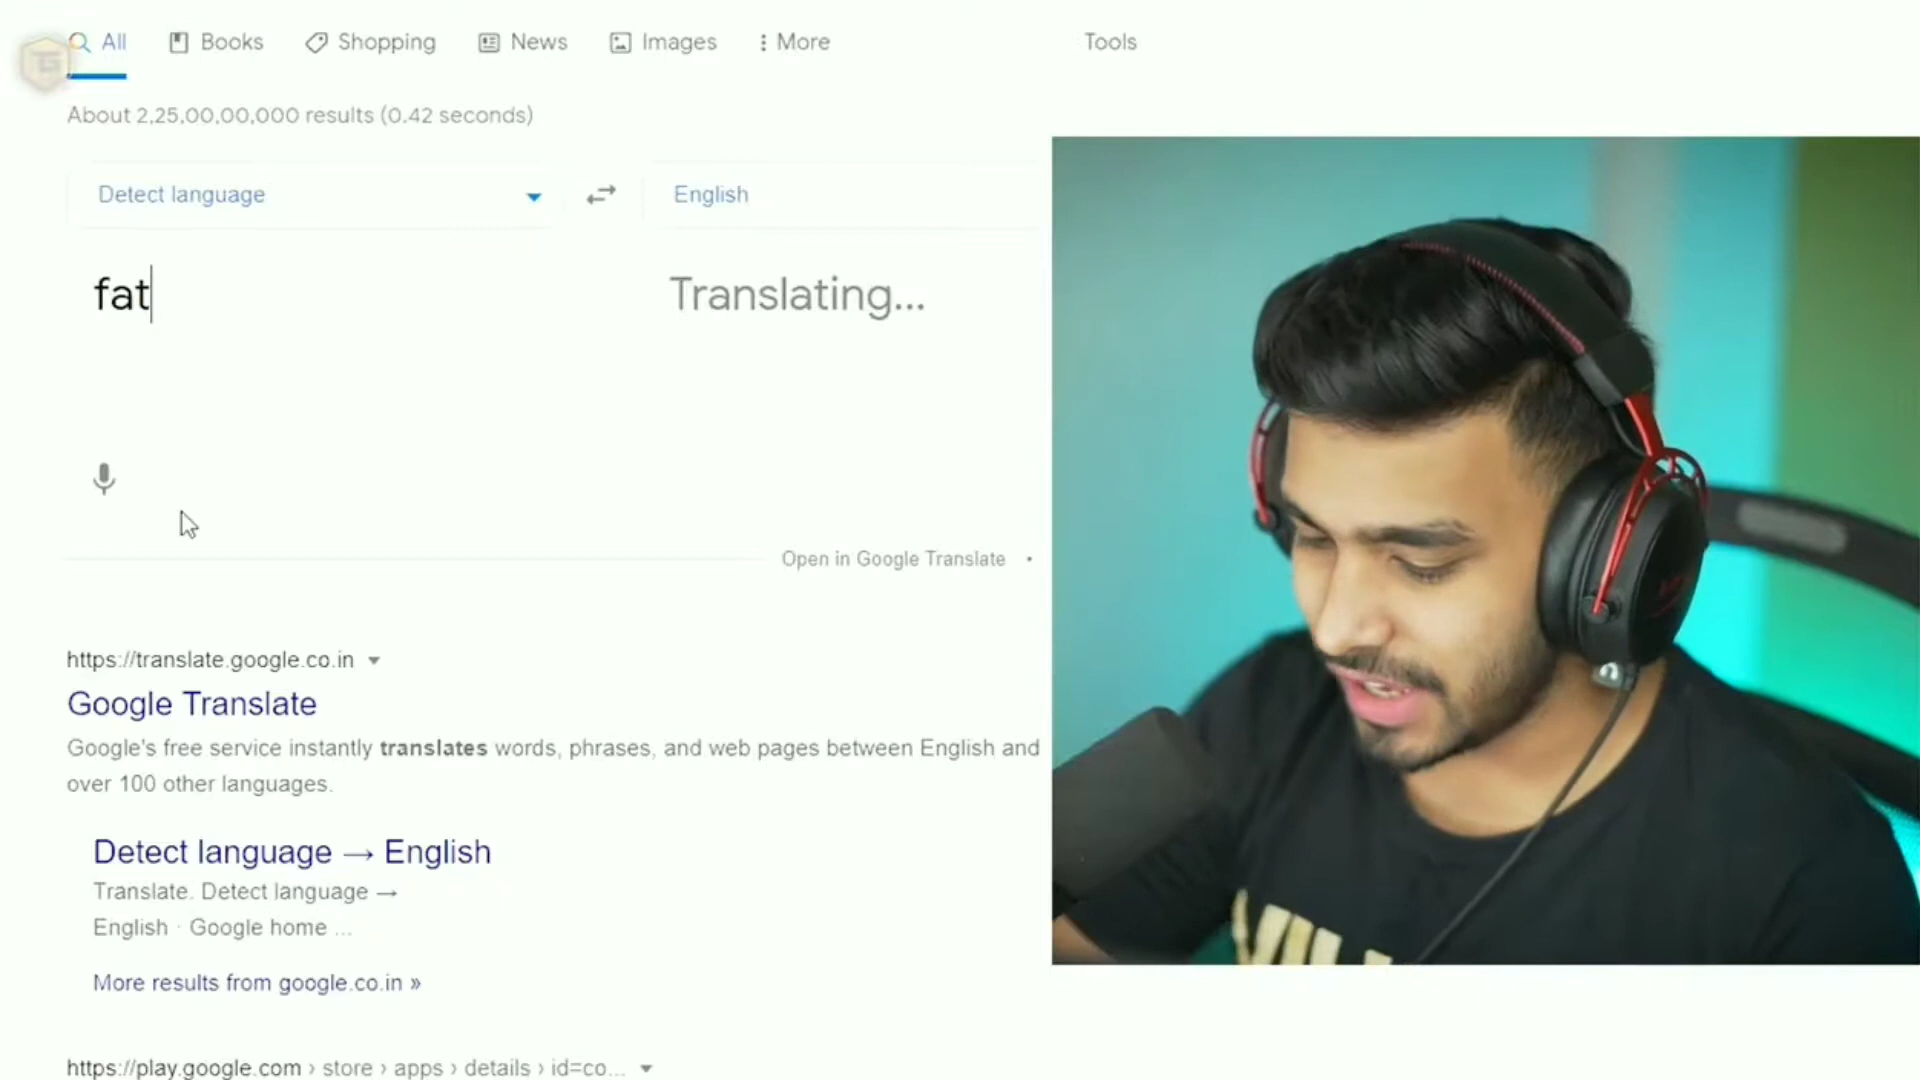 All Books Shopping News Images More Tools
About 2,25,00,00,000 results (0.42 seconds)
Detect language English
fat Translating...
Open in Google Translate •
https://translate.google.co.in
Google Translate
Google's free service instantly translates words, phrases, and web pages between English and
over 100 other languages.
Detect language → English
Translate. Detect language →
English · Google home ...
More results from google.co.in »
https://play.google.com › store › apps › details › id=co...